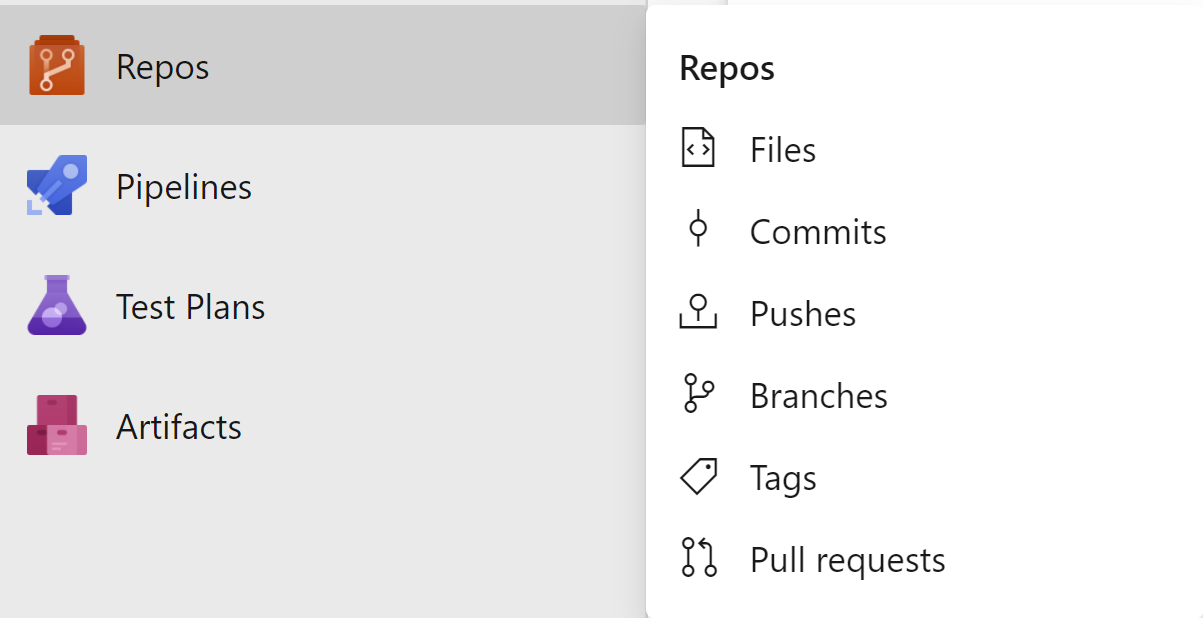 Repos
Pipelines
Test Plans
Artifacts
Repos
Files
Commits
Pushes
Branches
Tags
Pull requests